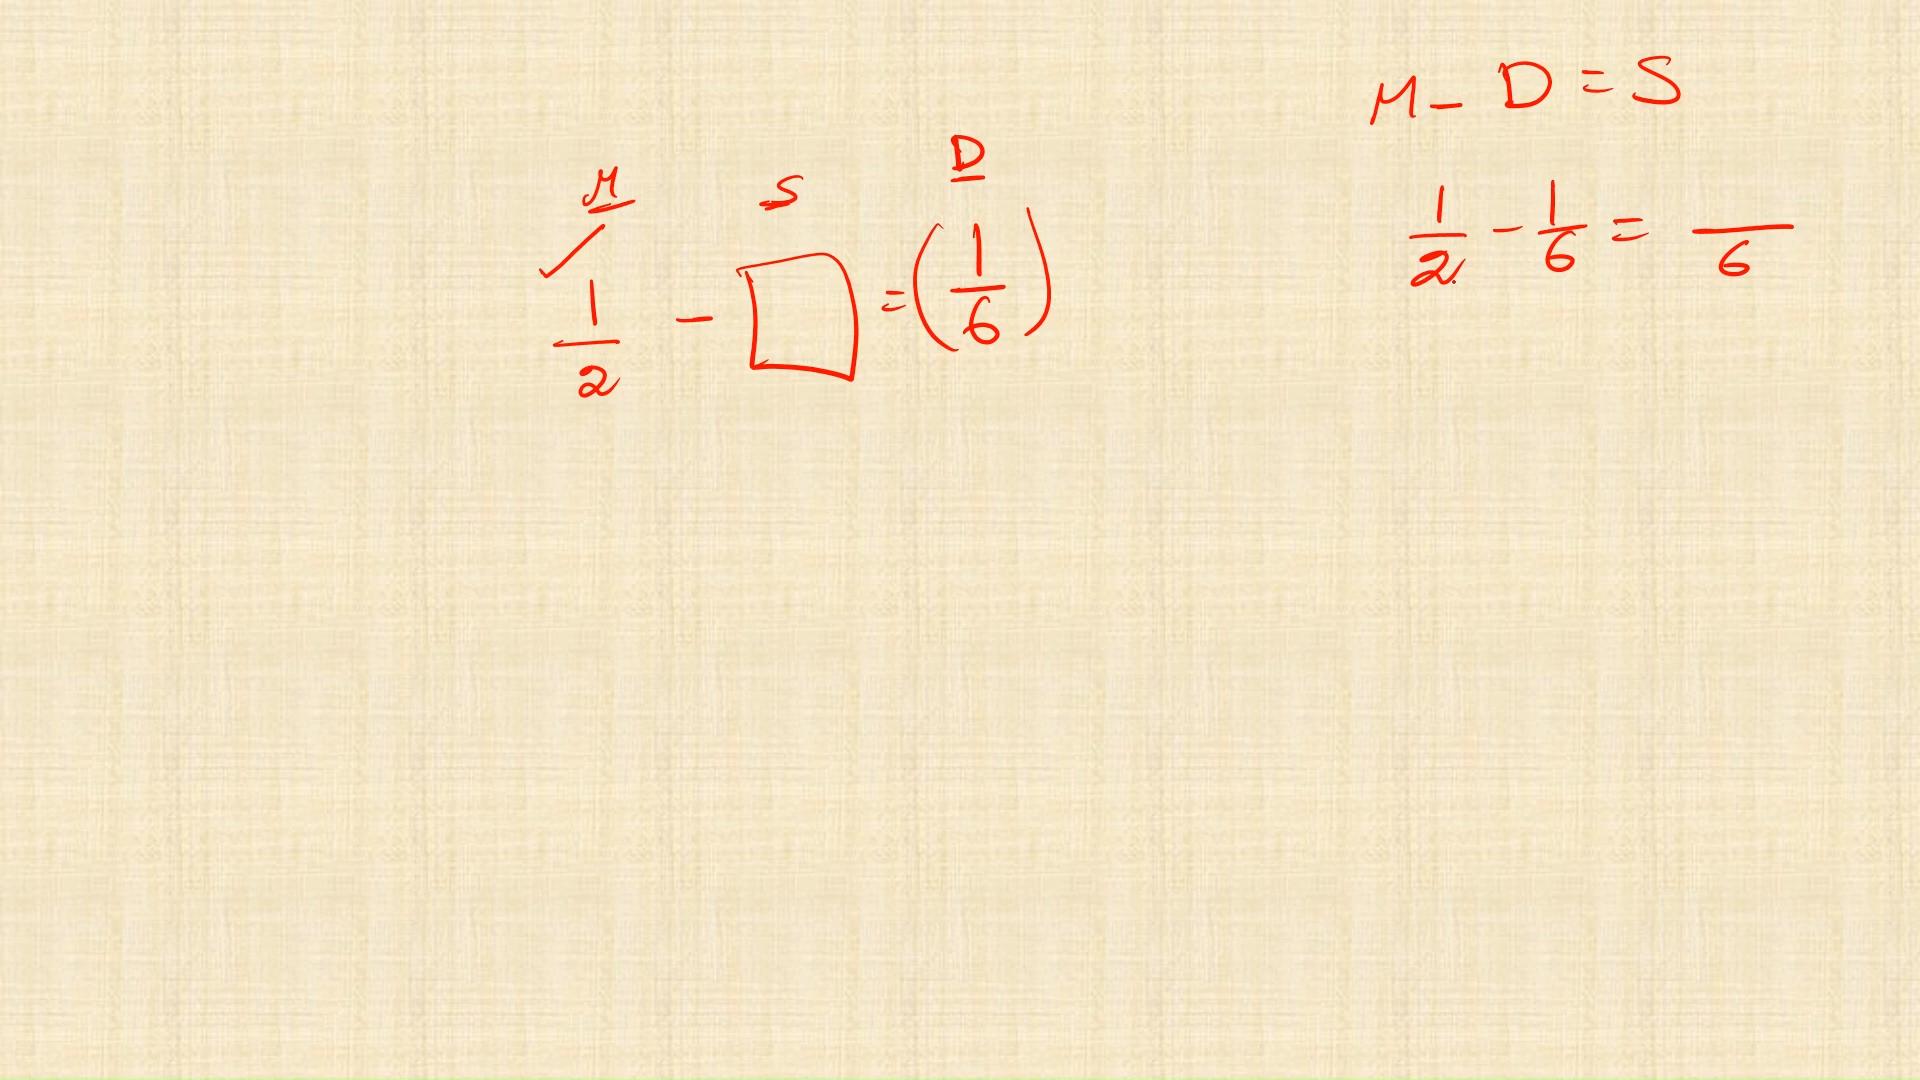 M - D = S
M S D
1/2 - □ = (1/6)
1/2 - 1/6 = /6